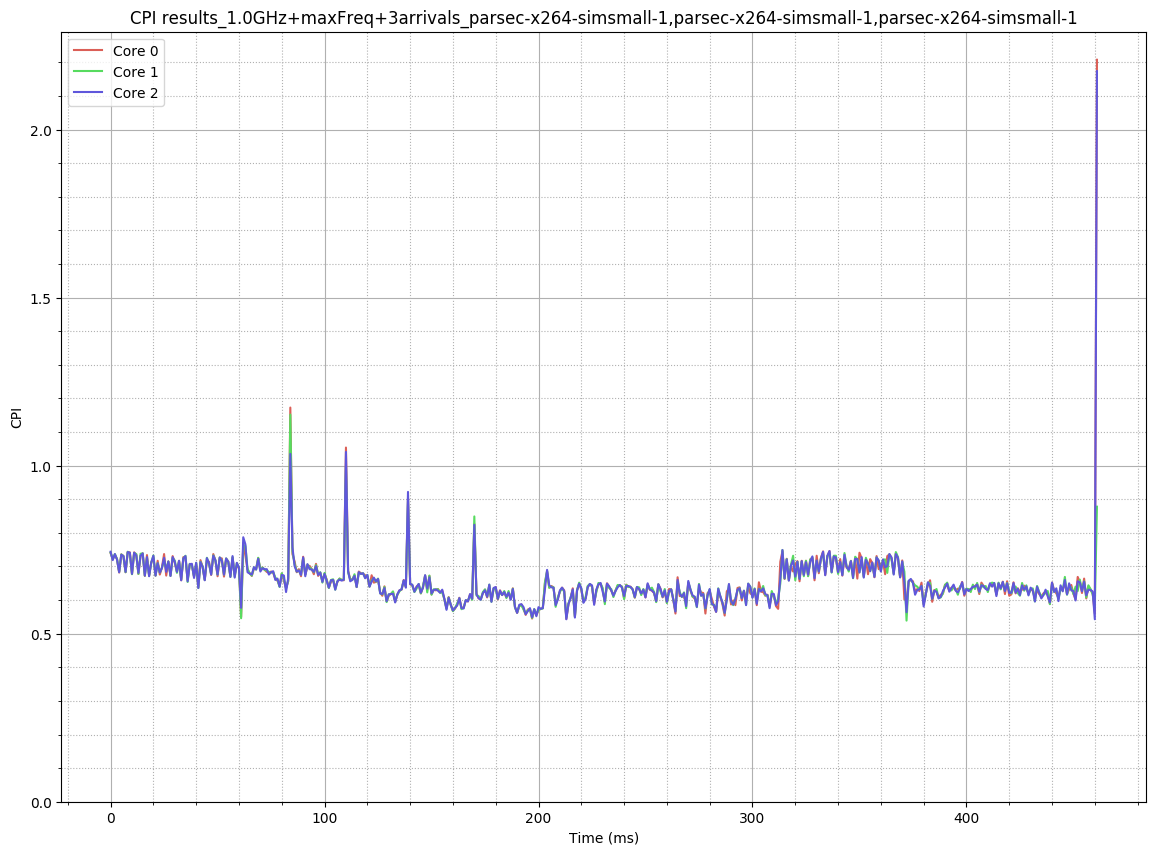 CPI results_1.0GHz+maxFreq+3arrivals_parsec-x264-simsmall-1,parsec-x264-simsmall-1,parsec-x264-simsmall-1
Core 0
Core 1
Core 2
2.0
1.5
1.0
0.5
0.0
CPI
0
100
200
300
400
Time (ms)